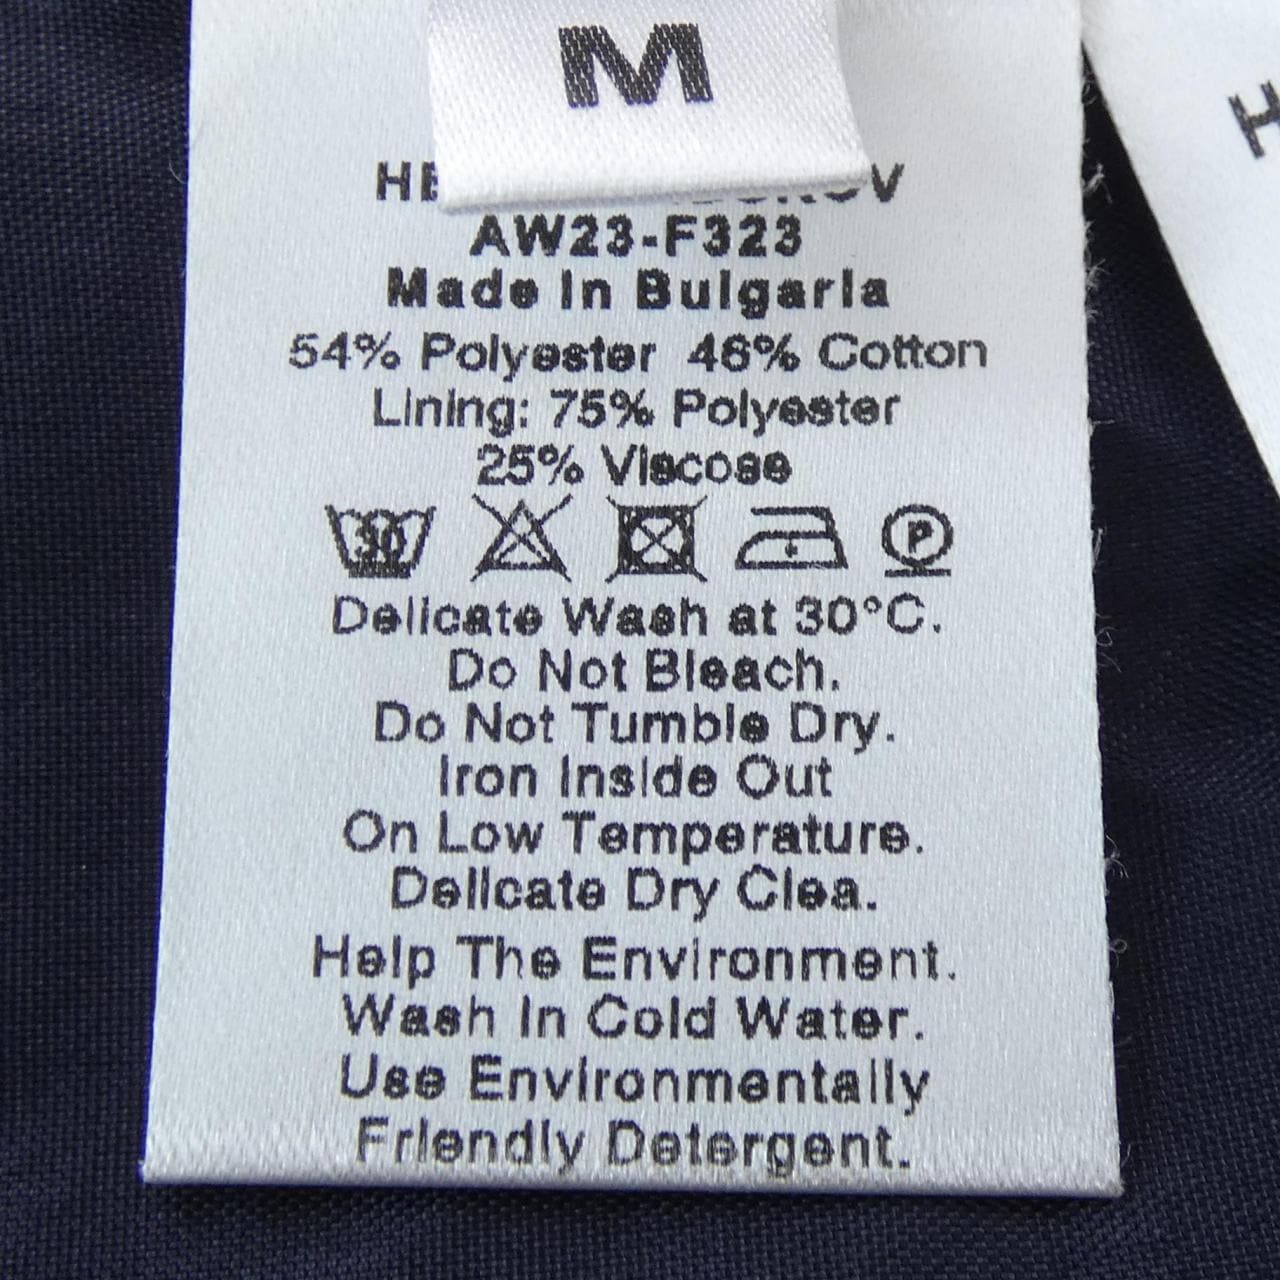 M
AW23-F323
Made In Bulgaria
54% Polyester 46% Cotton
Lining: 75% Polyester
25% Viscose
30 P
Delicate Wash at 30°C.
Do Not Bleach.
Do Not Tumble Dry.
Iron Inside Out
On Low Temperature.
Delicate Dry Clea.
Help The Environment.
Wash In Cold Water.
Use Environmentally
Friendly Detergent.